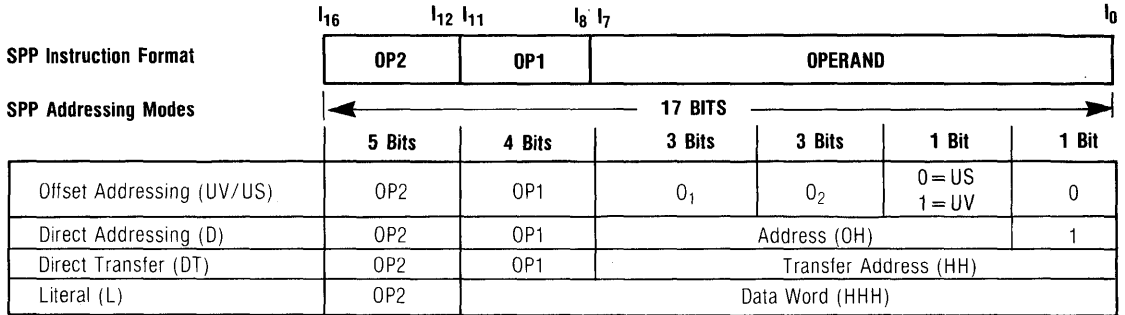 I16 I12 I11 I8 I7 I0
SPP Instruction Format OP2 OP1 OPERAND
SPP Addressing Modes 17 BITS
5 Bits 4 Bits 3 Bits 3 Bits 1 Bit 1 Bit
Offset Addressing (UV/US) OP2 OP1 O1 O2 0 = US 0
1 = UV
Direct Addressing (D) OP2 OP1 Address (OH) 1
Direct Transfer (DT) OP2 OP1 Transfer Address (HH)
Literal (L) OP2 Data Word (HHH)